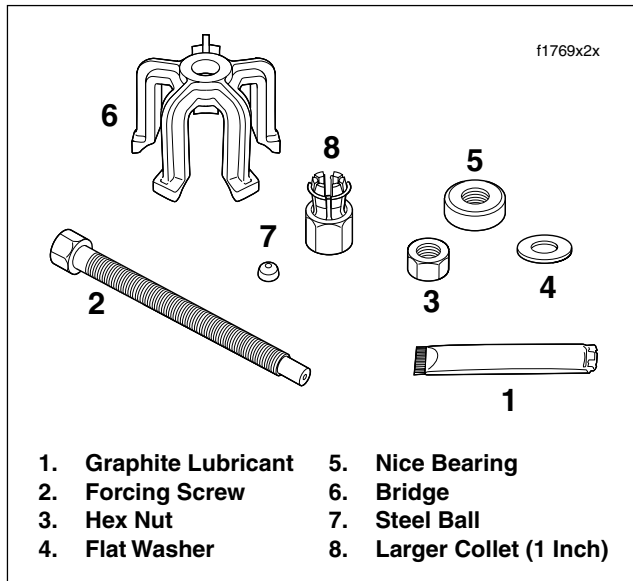 f1769x2x
6
8
5
7
2
3
4
1
1. Graphite Lubricant
2. Forcing Screw
3. Hex Nut
4. Flat Washer
5. Nice Bearing
6. Bridge
7. Steel Ball
8. Larger Collet (1 Inch)